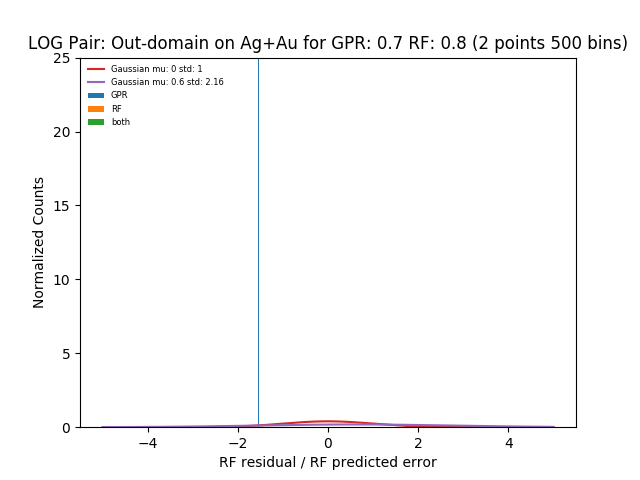 LOG Pair: Out-domain on Ag+Au for GPR: 0.7 RF: 0.8 (2 points 500 bins)
Gaussian mu: 0 std: 1
Gaussian mu: 0.6 std: 2.16
GPR
RF
both
25
20
15
10
5
0
Normalized Counts
−4 −2 0 2 4
RF residual / RF predicted error